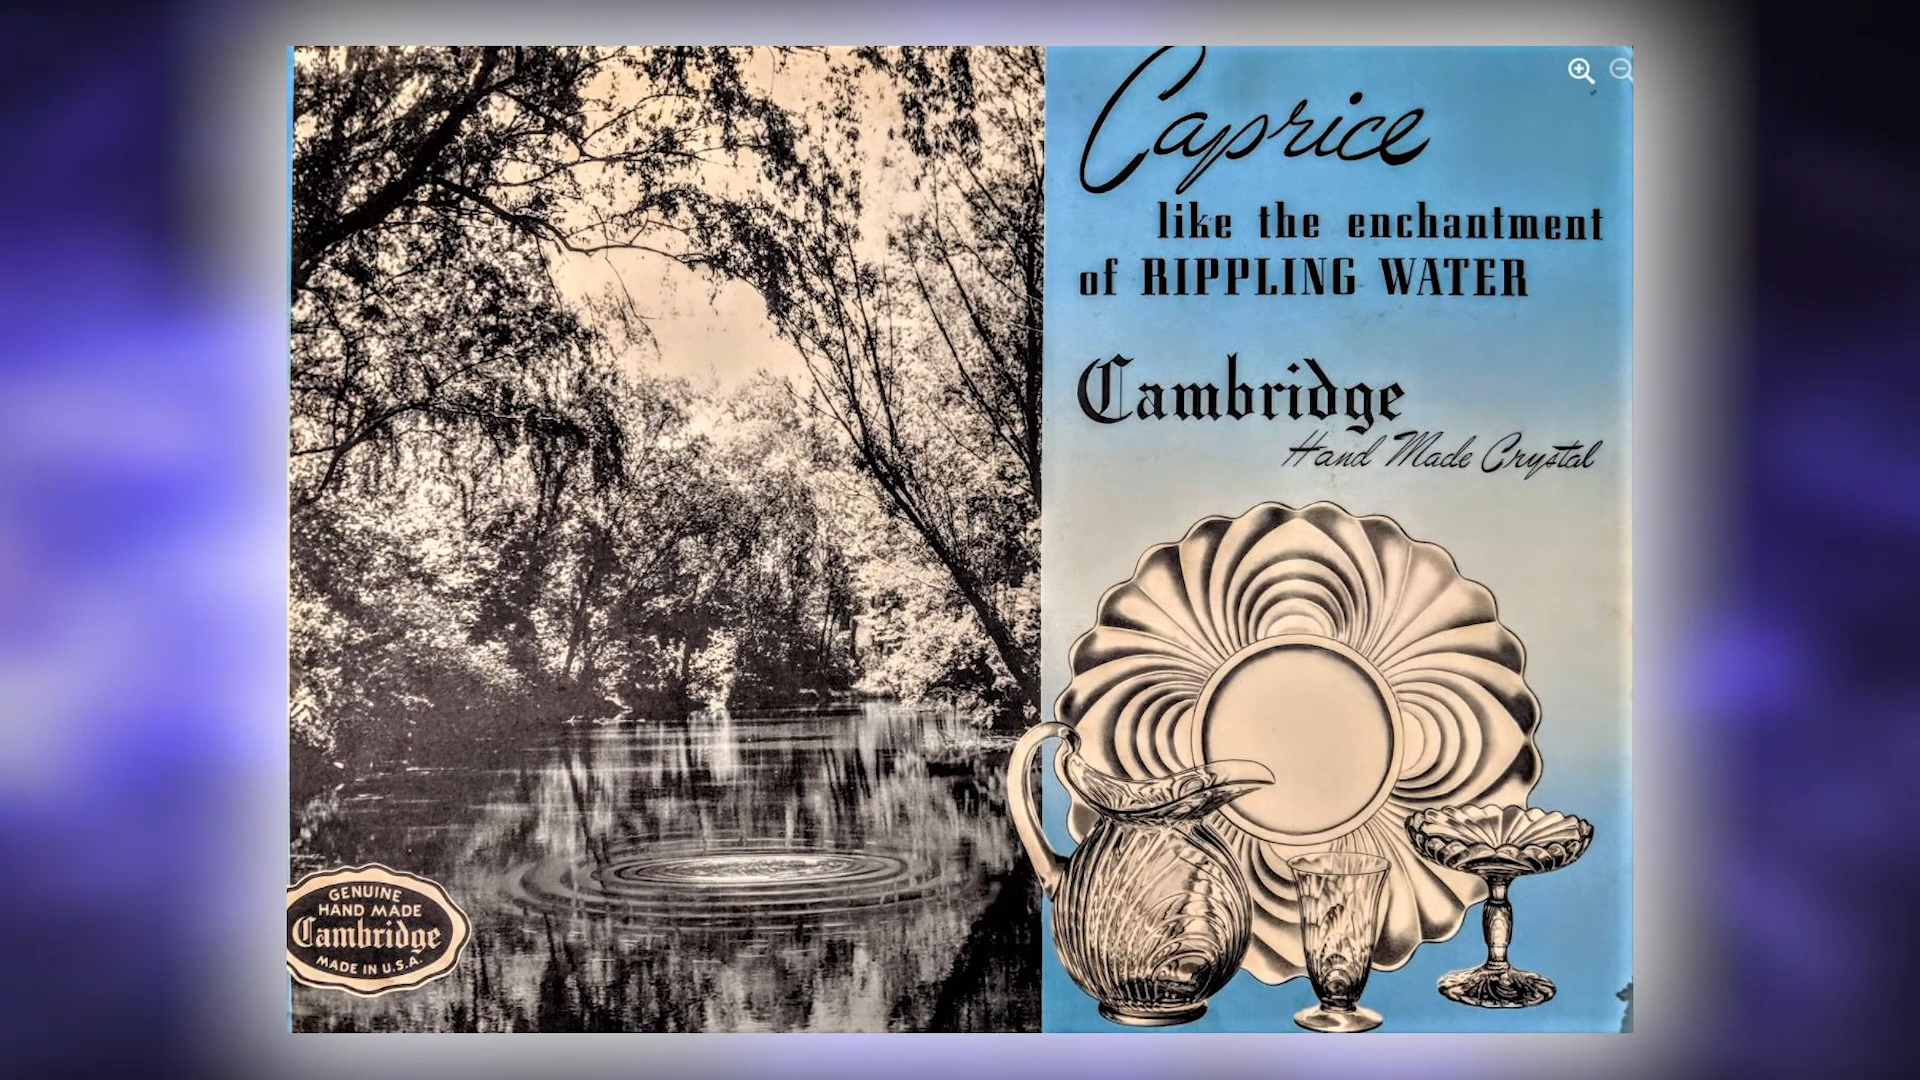 Caprice
like the enchantment
of RIPPLING WATER
Cambridge
Hand Made Crystal
GENUINE
HAND MADE
Cambridge
MADE IN U.S.A.